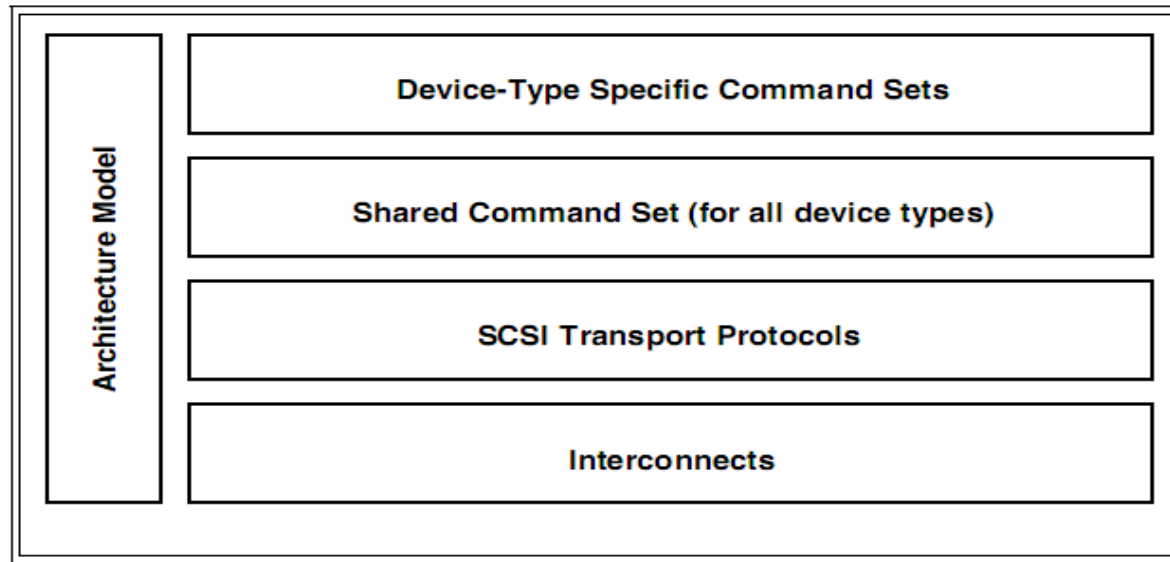 Architecture Model
Device-Type Specific Command Sets
Shared Command Set (for all device types)
SCSI Transport Protocols
Interconnects